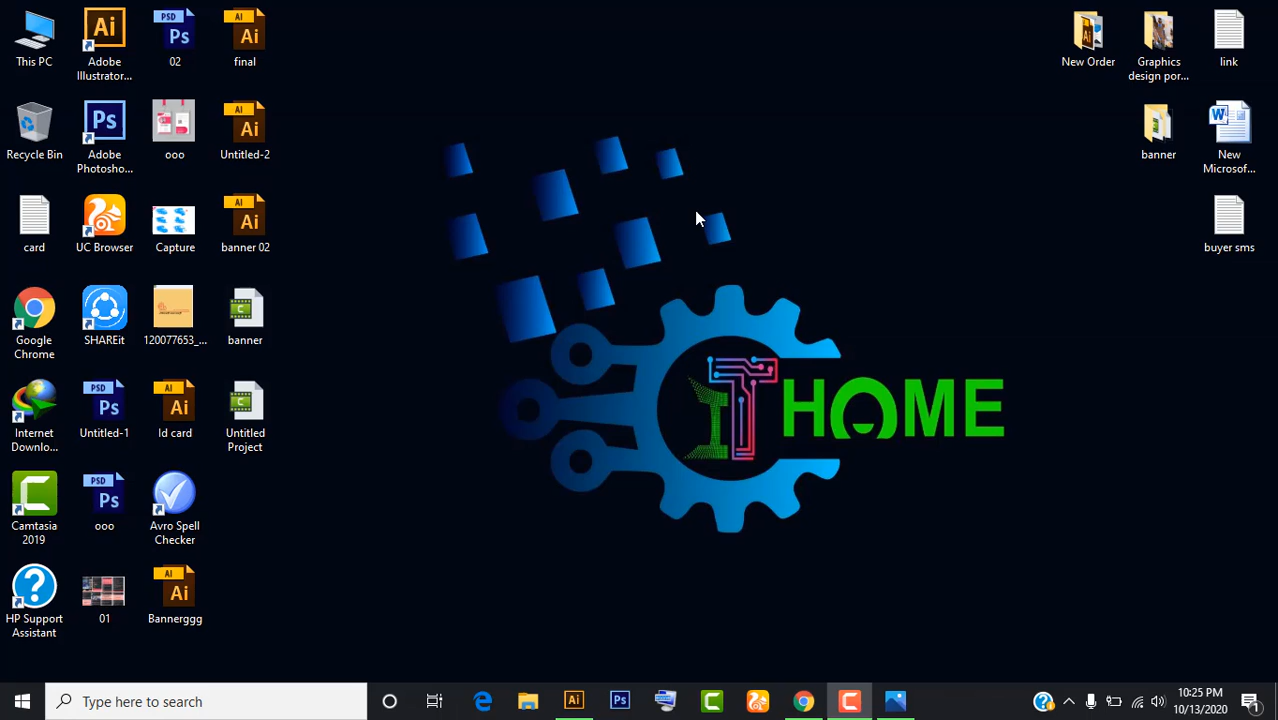 This PC
Adobe
Illustrator...
02
final
Recycle Bin
Adobe
Photosho...
ooo
Untitled-2
card
UC Browser
Capture
banner 02
Google
Chrome
SHAREit
120077653_...
banner
Internet
Downlo...
Untitled-1
Id card
Untitled
Project
Camtasia
2019
ooo
Avro Spell
Checker
HP Support
Assistant
01
Bannerggg
New Order
Graphics
design por...
link
banner
New
Microsof...
buyer sms
IT HOME
Type here to search
10:25 PM
10/13/2020